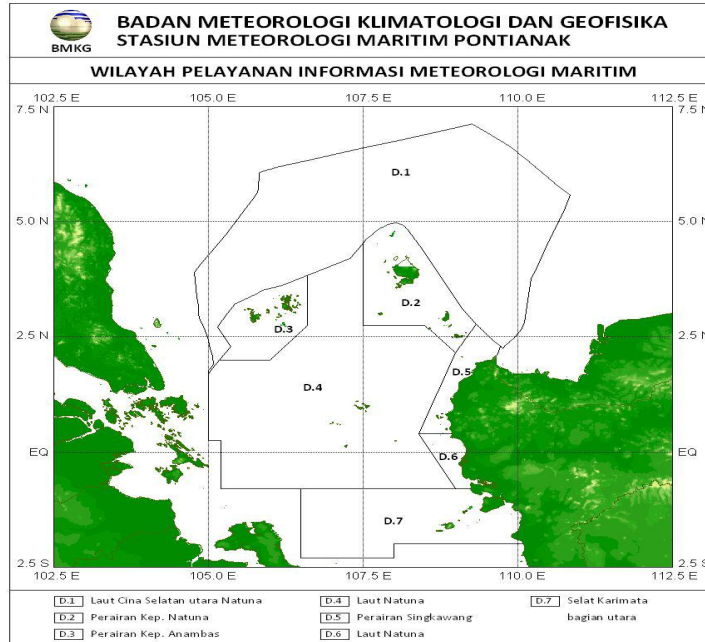 BMKG
BADAN METEOROLOGI KLIMATOLOGI DAN GEOFISIKA
STASIUN METEOROLOGI MARITIM PONTIANAK
WILAYAH PELAYANAN INFORMASI METEOROLOGI MARITIM
102.5 E 105.0 E 107.5 E 110.0 E 112.5 E
7.5 N 7.5 N
D.1
5.0 N 5.0 N
D.2
D.3
2.5 N 2.5 N
D.5
D.4
EQ EQ
D.6
D.7
2.5 S 2.5 S
102.5 E 105.0 E 107.5 E 110.0 E 112.5 E
D.1 Laut Cina Selatan utara Natuna
D.2 Perairan Kep. Natuna
D.3 Perairan Kep. Anambas
D.4 Laut Natuna
D.5 Perairan Singkawang
D.6 Laut Natuna
D.7 Selat Karimata
bagian utara